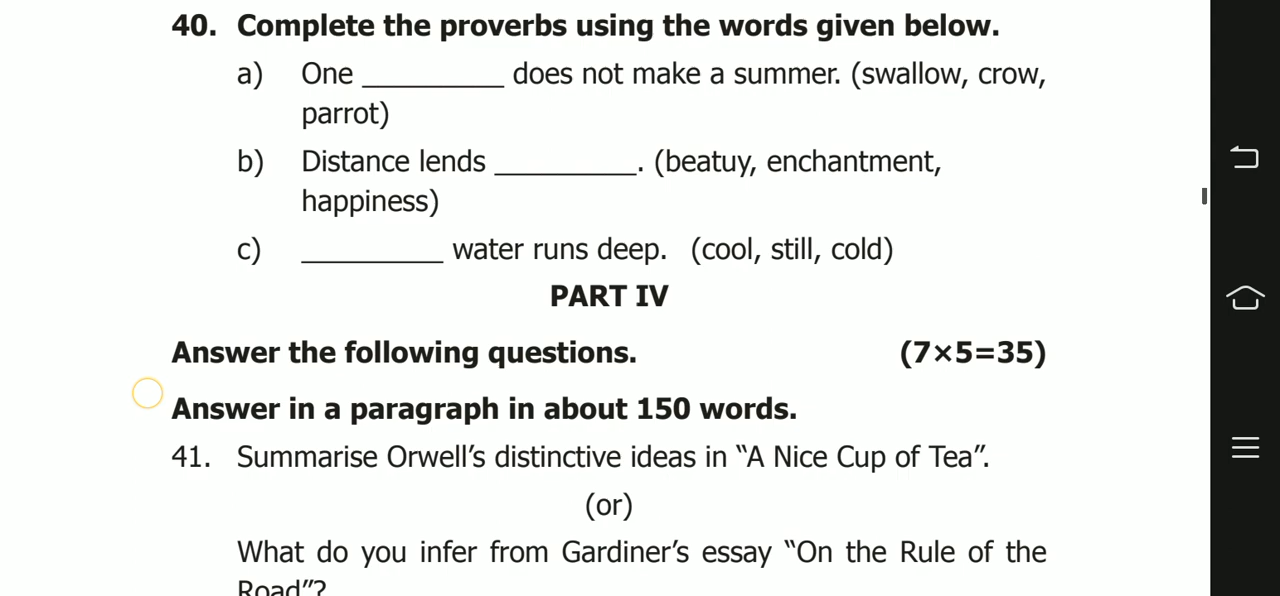 40. Complete the proverbs using the words given below.
a) One _________ does not make a summer. (swallow, crow,
parrot)
b) Distance lends _________. (beatuy, enchantment,
happiness)
c) _________ water runs deep. (cool, still, cold)
PART IV
Answer the following questions. (7×5=35)
Answer in a paragraph in about 150 words.
41. Summarise Orwell's distinctive ideas in "A Nice Cup of Tea".
(or)
What do you infer from Gardiner's essay "On the Rule of the
Road"?